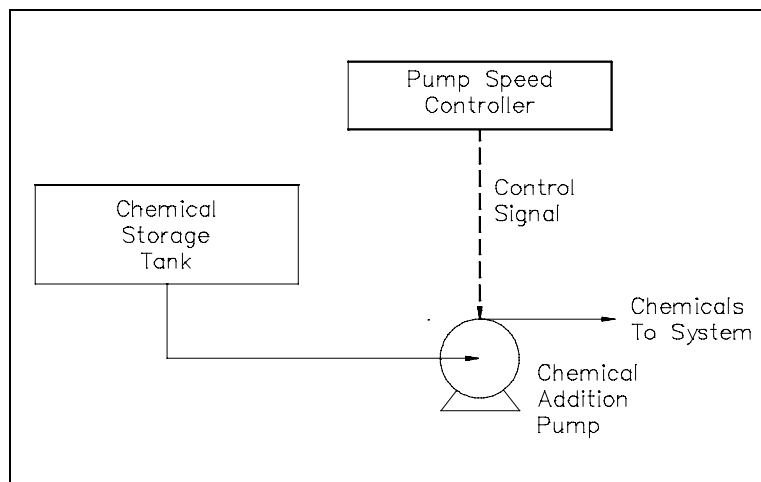 Pump Speed
Controller
Control
Signal
Chemical
Storage
Tank
Chemicals
To System
Chemical
Addition
Pump